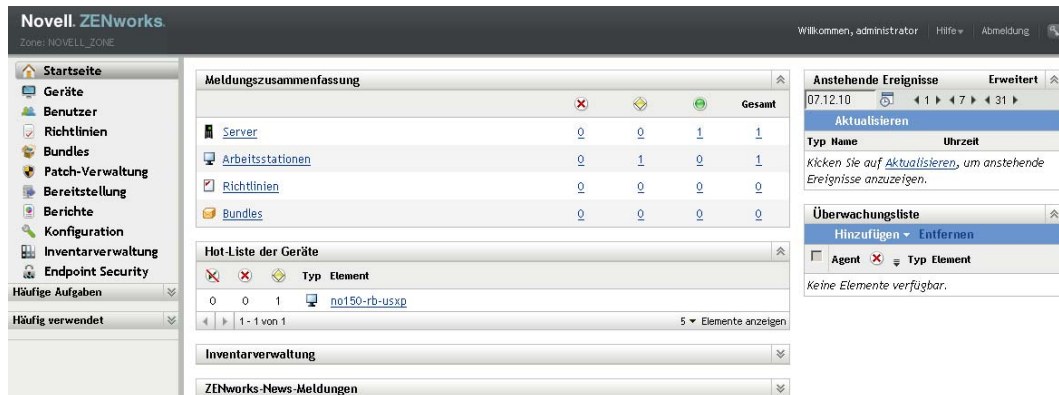 Novell. ZENworks.
Zone: NOVELL_ZONE
Willkommen, administrator Hilfe Abmeldung
Startseite
Geräte
Benutzer
Richtlinien
Bundles
Patch-Verwaltung
Bereitstellung
Berichte
Konfiguration
Inventarverwaltung
Endpoint Security
Häufige Aufgaben
Häufig verwendet
Meldungszusammenfassung
Gesamt
Server 0 0 1 1
Arbeitsstationen 0 1 0 1
Richtlinien 0 0 0 0
Bundles 0 0 0 0
Hot-Liste der Geräte
Typ Element
0 0 1 no150-rb-usxp
1 - 1 von 1 5 Elemente anzeigen
Inventarverwaltung
ZENworks-News-Meldungen
Anstehende Ereignisse Erweitert
07.12.10 1 7 31
Aktualisieren
Typ Name Uhrzeit
Kicken Sie auf Aktualisieren, um anstehende
Ereignisse anzuzeigen.
Überwachungsliste
Hinzufügen Entfernen
Agent Typ Element
Keine Elemente verfügbar.